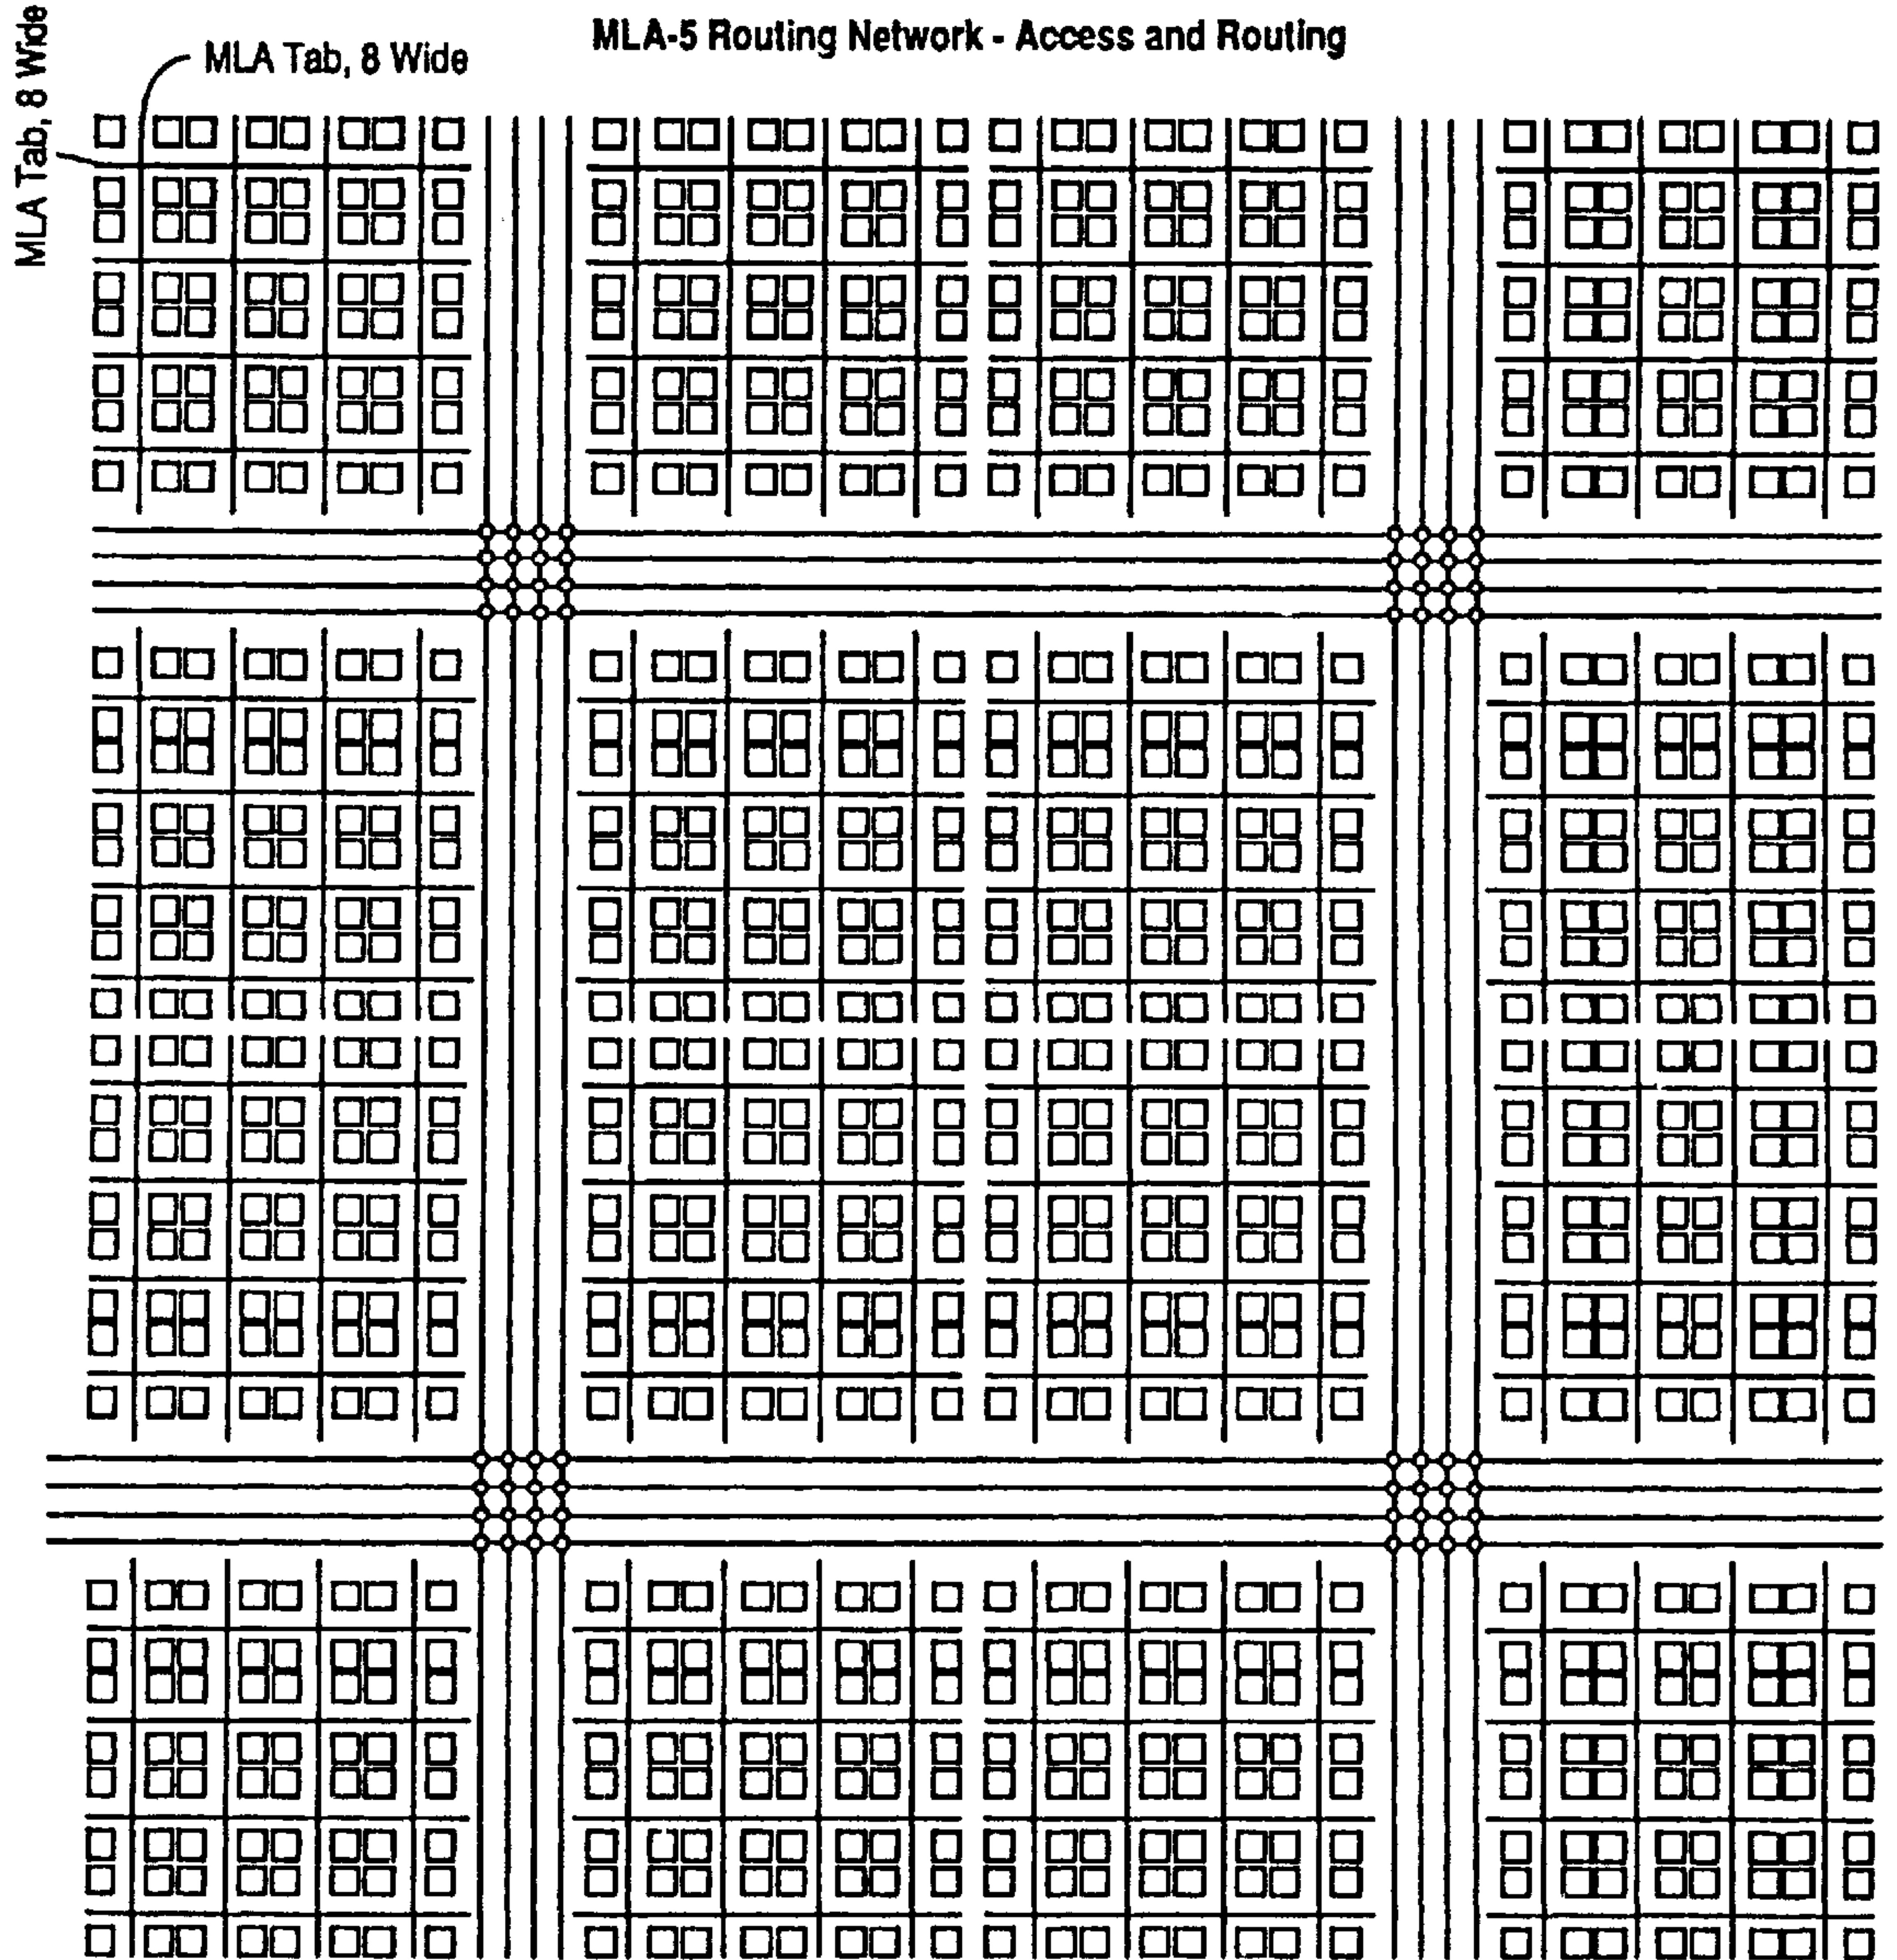 MLA-5 Routing Network - Access and Routing
MLA Tab, 8 Wide
MLA Tab, 8 Wide